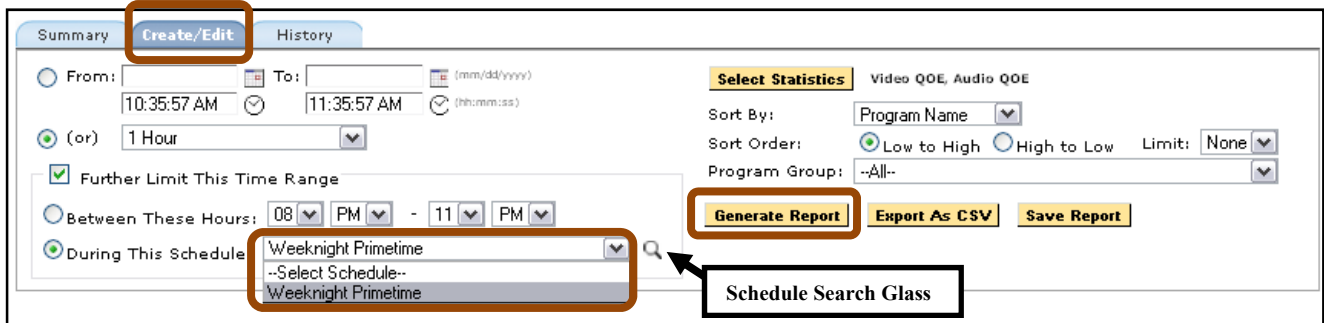 Summary Create/Edit History
From: To: (mm/dd/yyyy)
10:35:57 AM 11:35:57 AM (hh:mm:ss)
(or) 1 Hour
Further Limit This Time Range
Between These Hours: 08 PM - 11 PM
During This Schedule Weeknight Primetime
--Select Schedule--
Weeknight Primetime
Select Statistics Video QOE, Audio QOE
Sort By: Program Name
Sort Order: Low to High High to Low Limit: None
Program Group: --All--
Generate Report Export As CSV Save Report
Schedule Search Glass